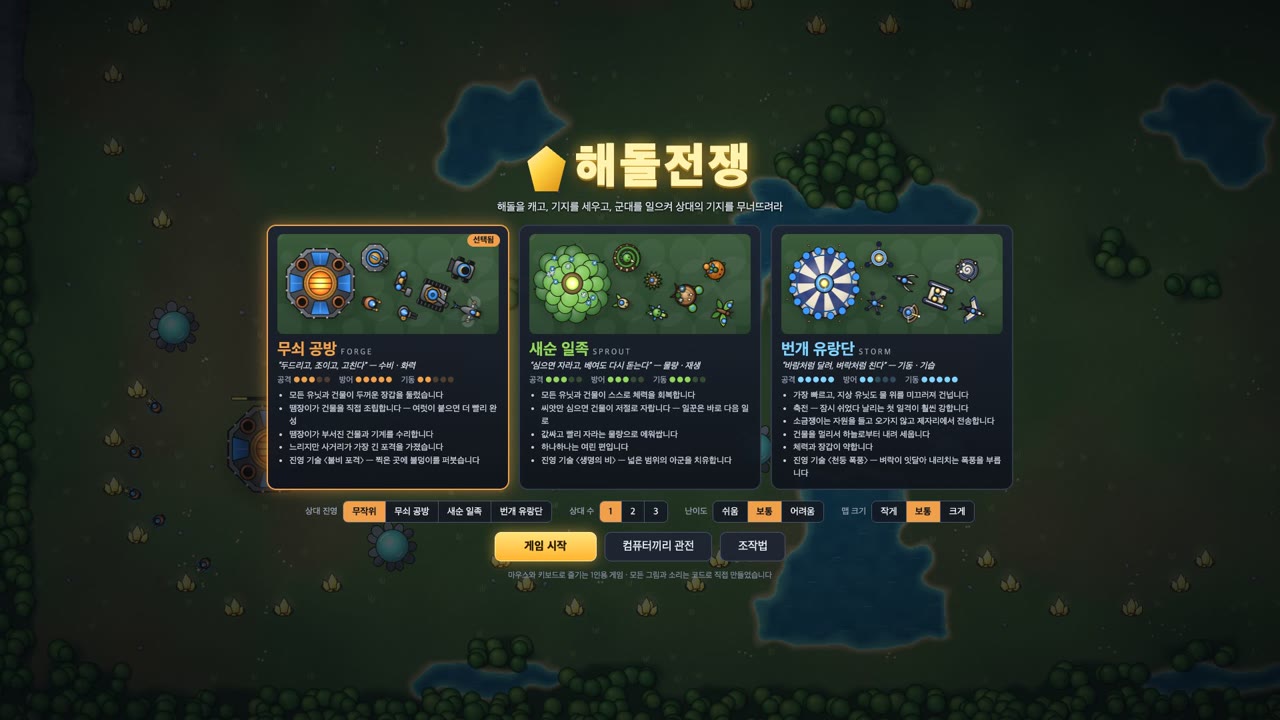 해돌전쟁
해돌을 캐고, 기지를 세우고, 군대를 일으켜 상대의 기지를 무너뜨려라
선택됨
무쇠 공방 FORGE
"두드리고, 조이고, 고친다" — 수비 · 화력
공격 방어 기동
모든 유닛과 건물이 두꺼운 장갑을 둘렀습니다
땜장이가 건물을 직접 조립합니다 — 여럿이 붙으면 더 빨리 완
성
땜장이가 부서진 건물과 기계를 수리합니다
느리지만 사거리가 가장 긴 포격을 가졌습니다
진영 기술 〈불비 포격〉 — 찍은 곳에 불덩이를 퍼붓습니다
새순 일족 SPROUT
"심으면 자라고, 베여도 다시 돋는다" — 물량 · 재생
공격 방어 기동
모든 유닛과 건물이 스스로 체력을 회복합니다
씨앗만 심으면 건물이 저절로 자랍니다 — 일꾼은 바로 다음 일
로
값싸고 빨리 자라는 물량으로 에워쌉니다
하나하나는 여린 편입니다
진영 기술 〈생명의 비〉 — 넓은 범위의 아군을 치유합니다
번개 유랑단 STORM
"바람처럼 달려, 벼락처럼 친다" — 기동 · 기습
공격 방어 기동
가장 빠르고, 지상 유닛도 물 위를 미끄러져 건넙니다
축전 — 잠시 쉬었다 날리는 첫 일격이 훨씬 강합니다
소금쟁이는 자원을 들고 오가지 않고 제자리에서 전송합니다
건물을 멀리서 하늘로부터 내려 세웁니다
체력과 장갑이 약합니다
진영 기술 〈천둥 폭풍〉 — 벼락이 잇달아 내리치는 폭풍을 부릅
니다
상대 진영 무작위 무쇠 공방 새순 일족 번개 유랑단 상대 수 1 2 3 난이도 쉬움 보통 어려움 맵 크기 작게 보통 크게
게임 시작 컴퓨터끼리 관전 조작법
마우스와 키보드로 즐기는 1인용 게임 · 모든 그림과 소리는 코드로 직접 만들었습니다